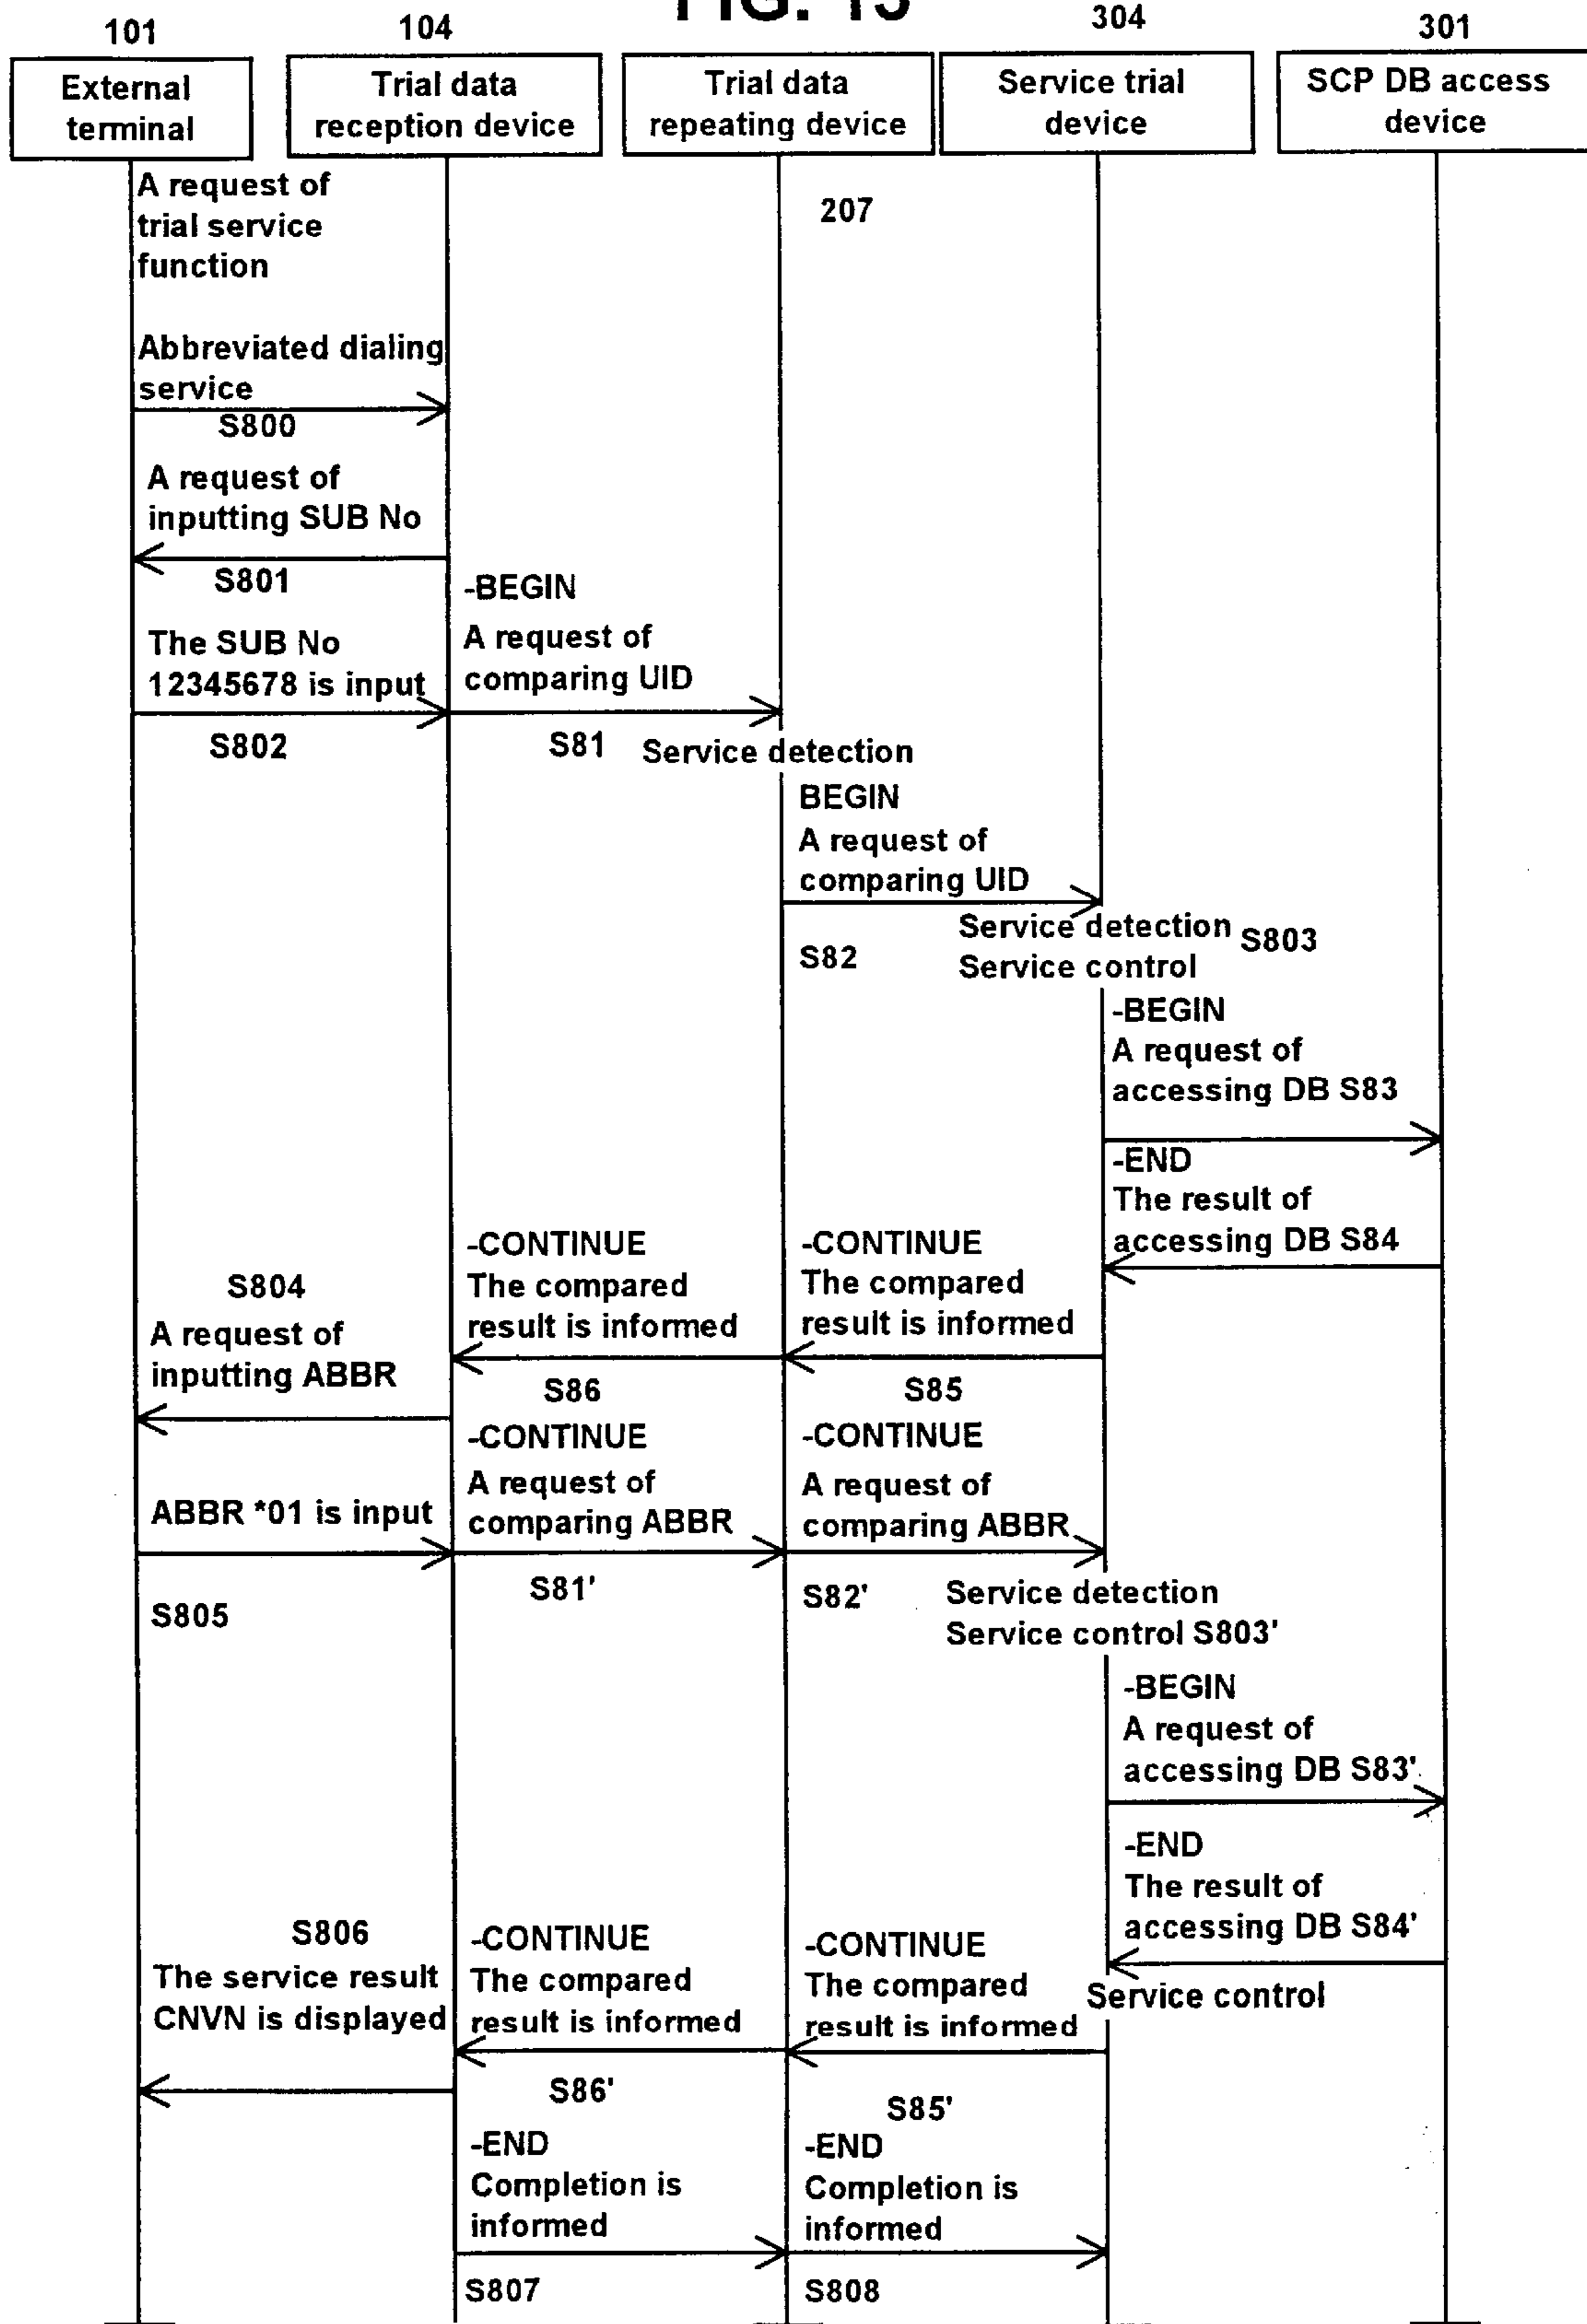 FIG. 13
101
104
304
301
External
terminal
Trial data
reception device
Trial data
repeating device
Service trial
device
SCP DB access
device
A request of
trial service
function
207
Abbreviated dialing
service
S800
A request of
inputting SUB No
S801
-BEGIN
The SUB No
12345678 is input
A request of
comparing UID
S802
S81
Service detection
BEGIN
A request of
comparing UID
S82
Service detection
Service control
S803
-BEGIN
A request of
accessing DB S83
-END
The result of
accessing DB S84
-CONTINUE
The compared
result is informed
-CONTINUE
The compared
result is informed
S804
A request of
inputting ABBR
S86
S85
-CONTINUE
A request of
comparing ABBR
-CONTINUE
A request of
comparing ABBR
ABBR *01 is input
S805
S81'
S82'
Service detection
Service control S803'
-BEGIN
A request of
accessing DB S83'
-END
The result of
accessing DB S84'
Service control
S806
The service result
CNVN is displayed
-CONTINUE
The compared
result is informed
-CONTINUE
The compared
result is informed
S86'
S85'
-END
Completion is
informed
-END
Completion is
informed
S807
S808